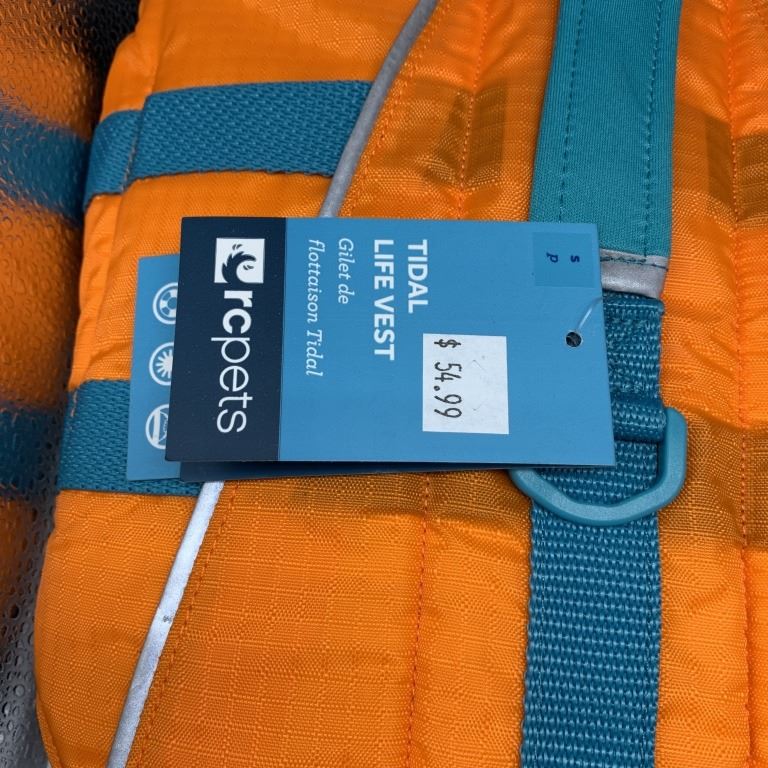 s
p
TIDAL
LIFE VEST
Gilet de
flottaison Tidal
$ 54.99
rcpets